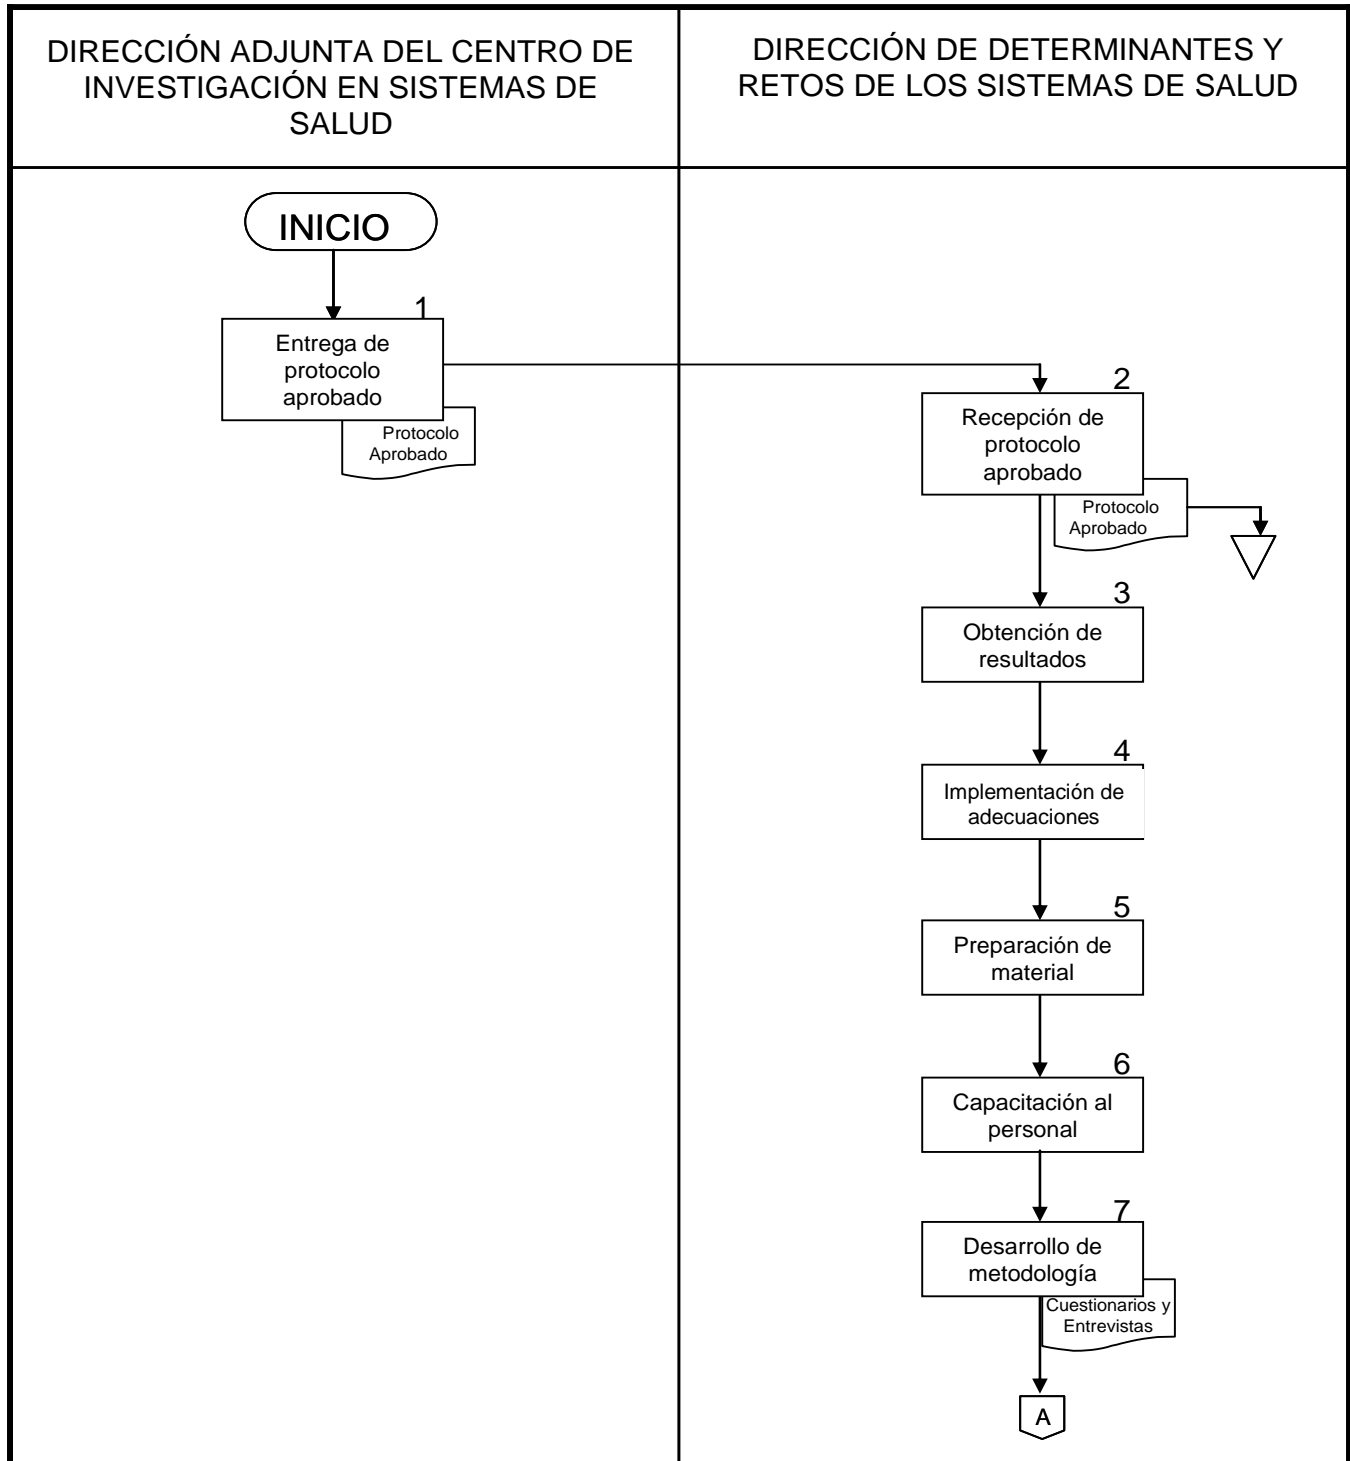 DIRECCIÓN ADJUNTA DEL CENTRO DE
INVESTIGACIÓN EN SISTEMAS DE
SALUD
DIRECCIÓN DE DETERMINANTES Y
RETOS DE LOS SISTEMAS DE SALUD
INICIO
1
Entrega de
protocolo
aprobado
Protocolo
Aprobado
2
Recepción de
protocolo
aprobado
Protocolo
Aprobado
3
Obtención de
resultados
4
Implementación de
adecuaciones
5
Preparación de
material
6
Capacitación al
personal
7
Desarrollo de
metodología
Cuestionarios y
Entrevistas
A